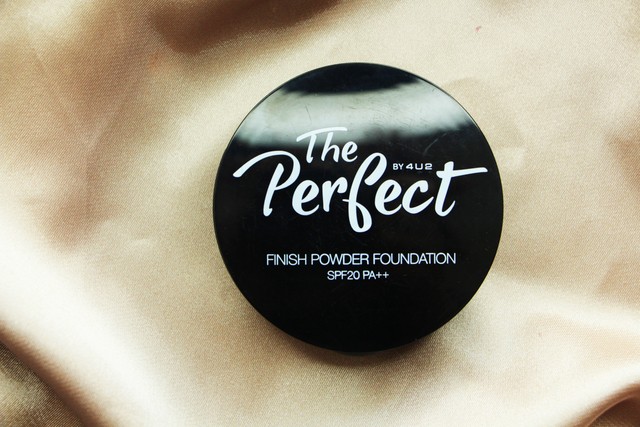 The
BY 4U2
Perfect
FINISH POWDER FOUNDATION
SPF20 PA++